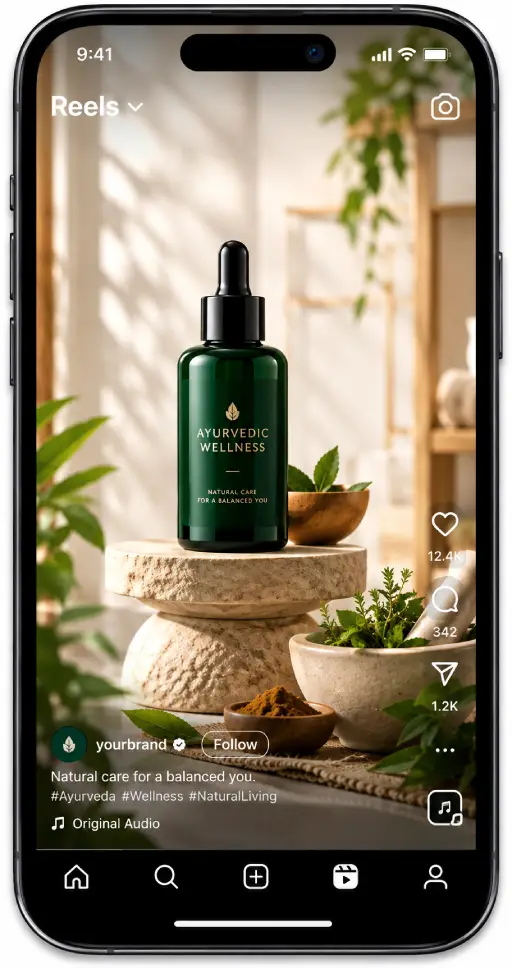 9:41
Reels
AYURVEDIC
WELLNESS
NATURAL CARE
FOR A BALANCED YOU
12.4K
342
1.2K
yourbrand
Follow
Natural care for a balanced you.
#Ayurveda #Wellness #NaturalLiving
Original Audio